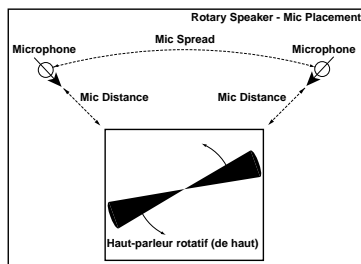 Rotary Speaker - Mic Placement
Mic Spread
Microphone
Microphone
Mic Distance
Mic Distance
Haut-parleur rotatif (de haut)